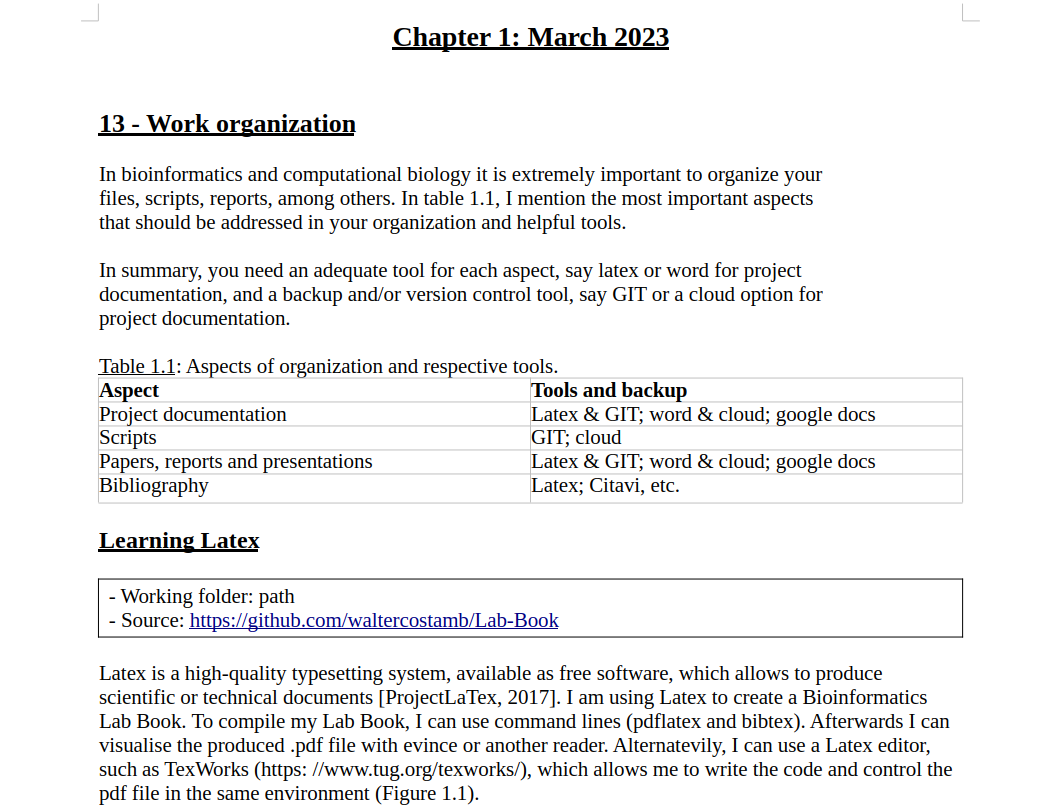 Chapter 1: March 2023
13 - Work organization
In bioinformatics and computational biology it is extremely important to organize your
files, scripts, reports, among others. In table 1.1, I mention the most important aspects
that should be addressed in your organization and helpful tools.
In summary, you need an adequate tool for each aspect, say latex or word for project
documentation, and a backup and/or version control tool, say GIT or a cloud option for
project documentation.
Table 1.1: Aspects of organization and respective tools.
Aspect Tools and backup
Project documentation Latex & GIT; word & cloud; google docs
Scripts GIT; cloud
Papers, reports and presentations Latex & GIT; word & cloud; google docs
Bibliography Latex; Citavi, etc.
Learning Latex
- Working folder: path
- Source: https://github.com/waltercostamb/Lab-Book
Latex is a high-quality typesetting system, available as free software, which allows to produce
scientific or technical documents [ProjectLaTex, 2017]. I am using Latex to create a Bioinformatics
Lab Book. To compile my Lab Book, I can use command lines (pdflatex and bibtex). Afterwards I can
visualise the produced .pdf file with evince or another reader. Alternatevily, I can use a Latex editor,
such as TexWorks (https: //www.tug.org/texworks/), which allows me to write the code and control the
pdf file in the same environment (Figure 1.1).